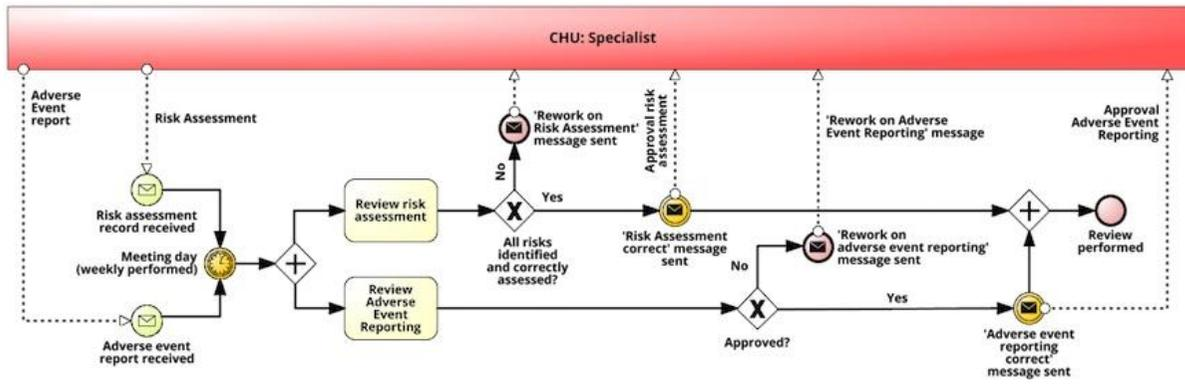 CHU: Specialist
Adverse
Event
report
Risk Assessment
'Rework on
Risk Assessment'
message sent
Approval risk
assessment
'Rework on Adverse
Event Reporting' message
Approval
Adverse Event
Reporting
No
Yes
Risk assessment
record received
Review risk
assessment
X
All risks
identified
and correctly
assessed?
'Risk Assessment
correct' message
sent
Review
performed
Meeting day
(weekly performed)
No
'Rework on
adverse event reporting'
message sent
Review
Adverse
Event
Reporting
X
Yes
Approved?
Adverse event
report received
'Adverse event
reporting
correct'
message sent